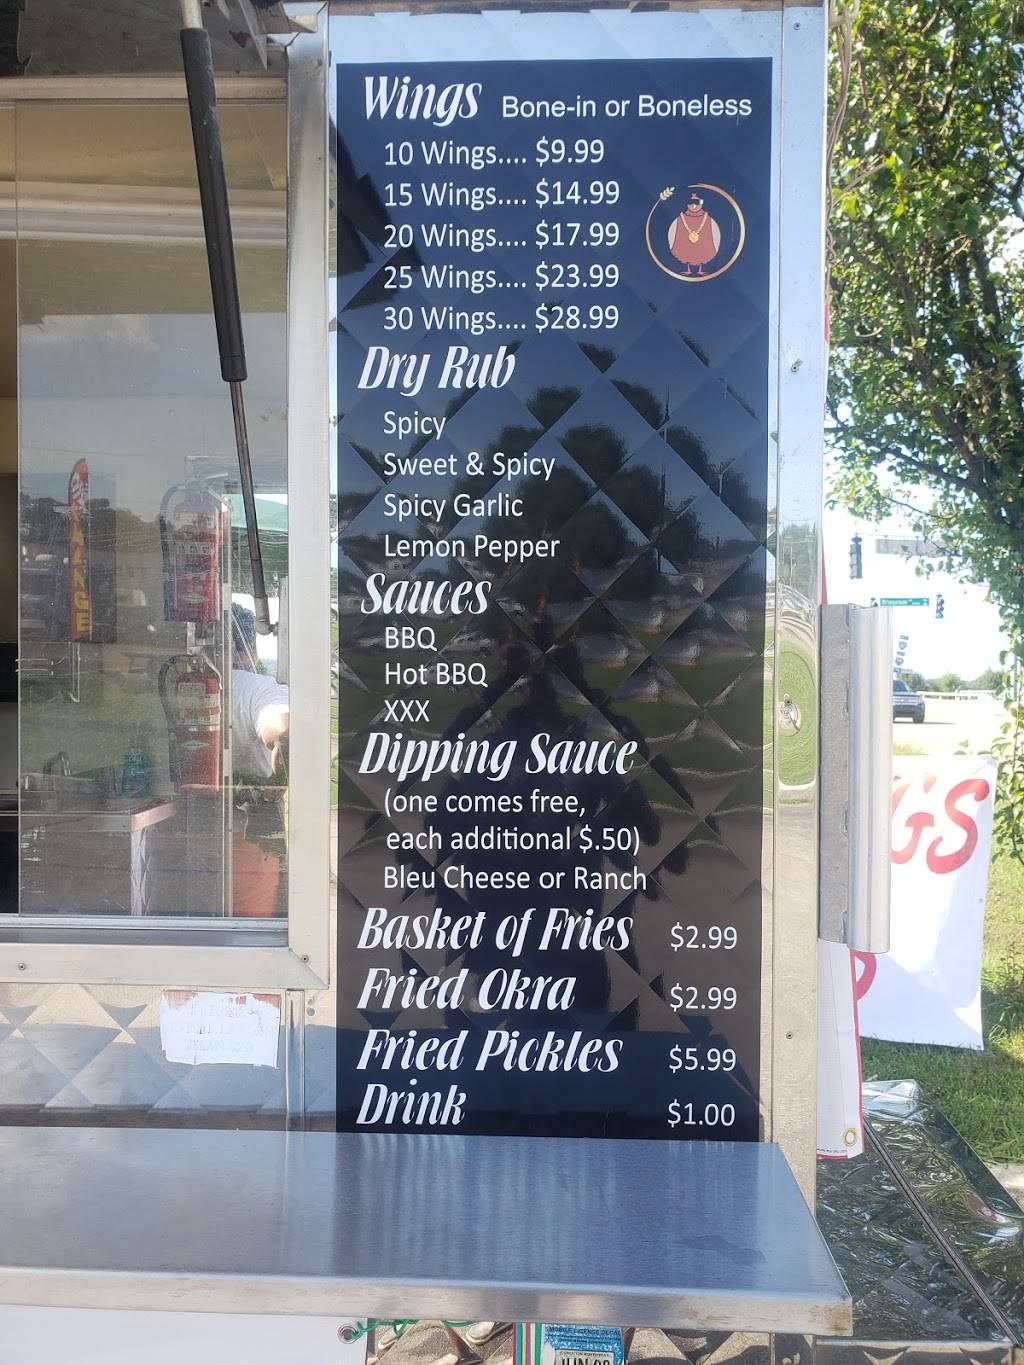 Wings Bone-in or Boneless
10 Wings.... $9.99
15 Wings.... $14.99
20 Wings.... $17.99
25 Wings.... $23.99
30 Wings.... $28.99
Dry Rub
Spicy
Sweet & Spicy
Spicy Garlic
Lemon Pepper
Sauces
BBQ
Hot BBQ
XXX
Dipping Sauce
(one comes free,
each additional $.50)
Bleu Cheese or Ranch
Basket of Fries $2.99
Fried Okra $2.99
Fried Pickles $5.99
Drink $1.00
GS